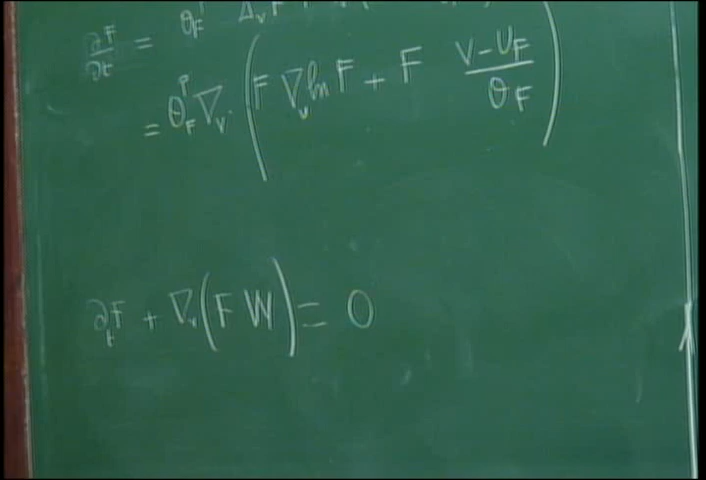 ∂F/∂t = θ_F Δ_v F
= θ_F^p ∇_v · (F ∇_v ln F + F (V-U_F)/θ_F)
∂_t F + ∇_v (F W) = 0